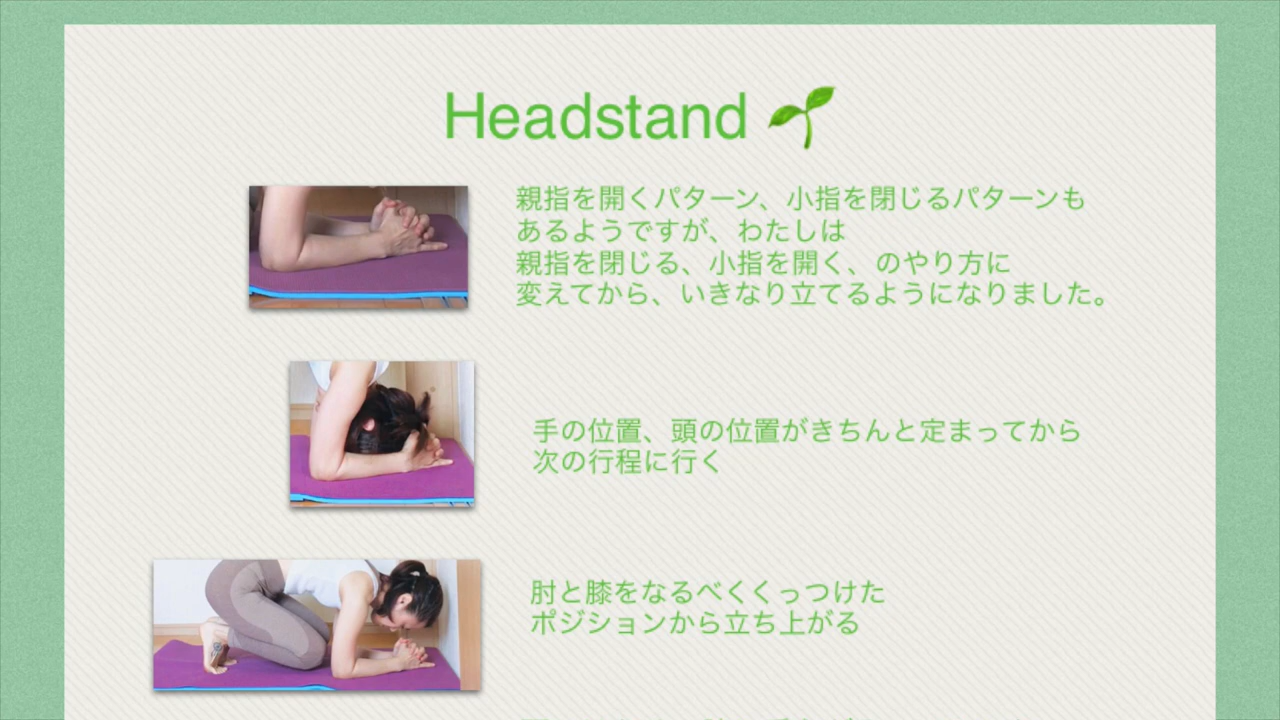 Headstand 🌱
親指を開くパターン、小指を閉じるパターンも
あるようですが、わたしは
親指を閉じる、小指を開く、のやり方に
変えてから、いきなり立てるようになりました。
手の位置、頭の位置がきちんと定まってから
次の行程に行く
肘と膝をなるべくくっつけた
ポジションから立ち上がる